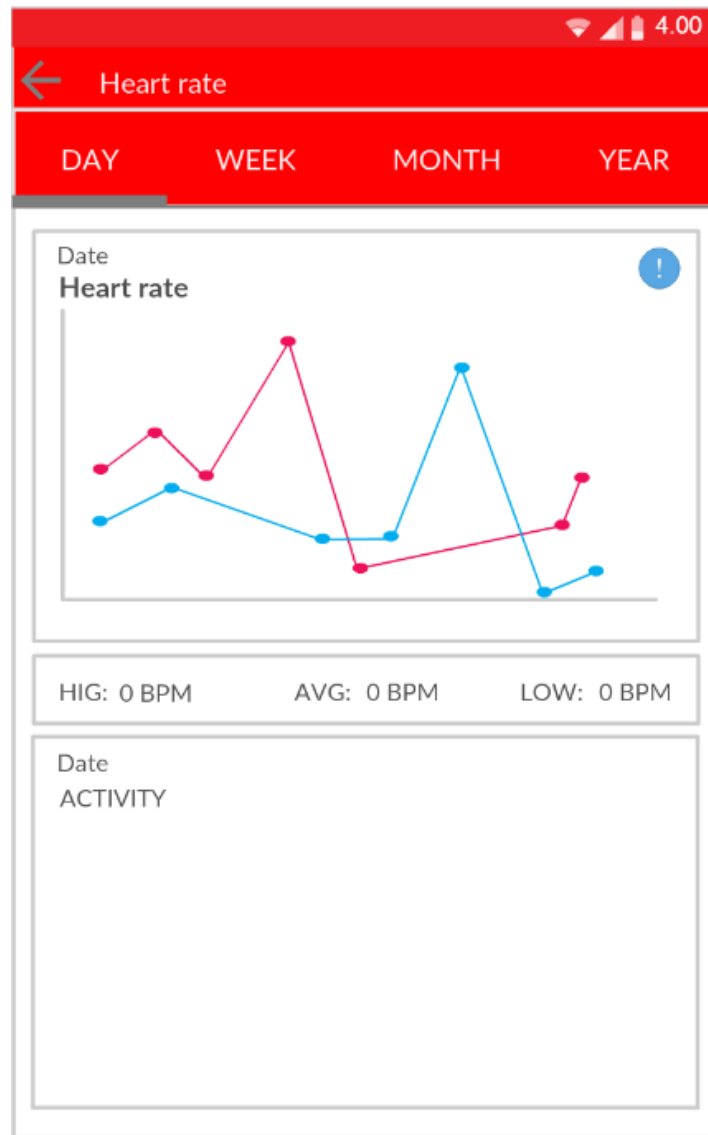 4.00
Heart rate
DAY WEEK MONTH YEAR
Date
Heart rate
!
HIG: 0 BPM AVG: 0 BPM LOW: 0 BPM
Date
ACTIVITY